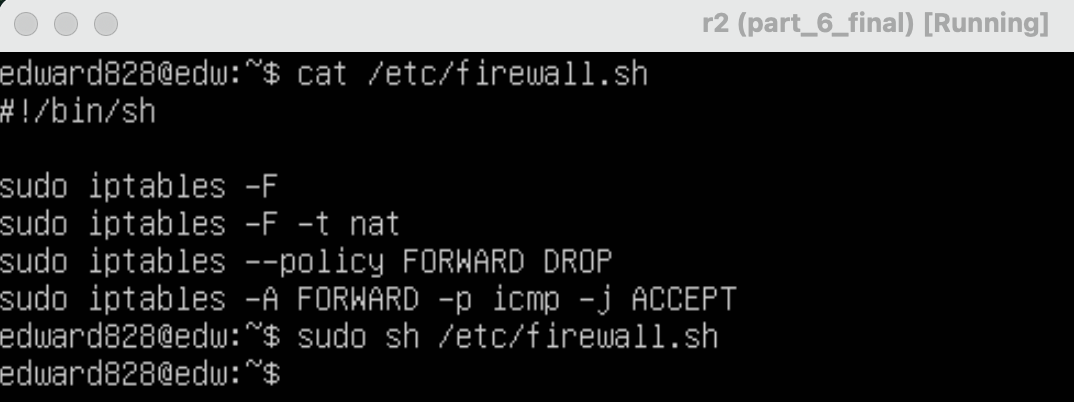 r2 (part_6_final) [Running]
edward828@edw:~$ cat /etc/firewall.sh
#!/bin/sh
sudo iptables -F
sudo iptables -F -t nat
sudo iptables --policy FORWARD DROP
sudo iptables -A FORWARD -p icmp -j ACCEPT
edward828@edw:~$ sudo sh /etc/firewall.sh
edward828@edw:~$